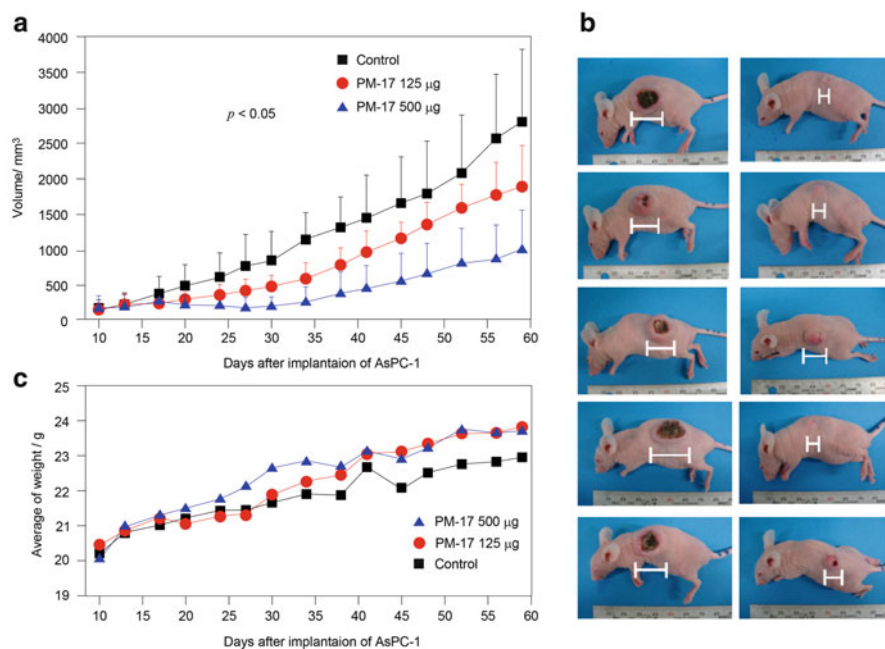 a
4000
3500
3000
2500
2000
1500
1000
500
0
Volume/ mm³
Control
PM-17 125 µg
PM-17 500 µg
p < 0.05
10 15 20 25 30 35 40 45 50 55 60
Days after implantaion of AsPC-1
c
25
24
23
22
21
20
19
Average of weight / g
PM-17 500 µg
PM-17 125 µg
Control
10 15 20 25 30 35 40 45 50 55 60
Days after implantaion of AsPC-1
b